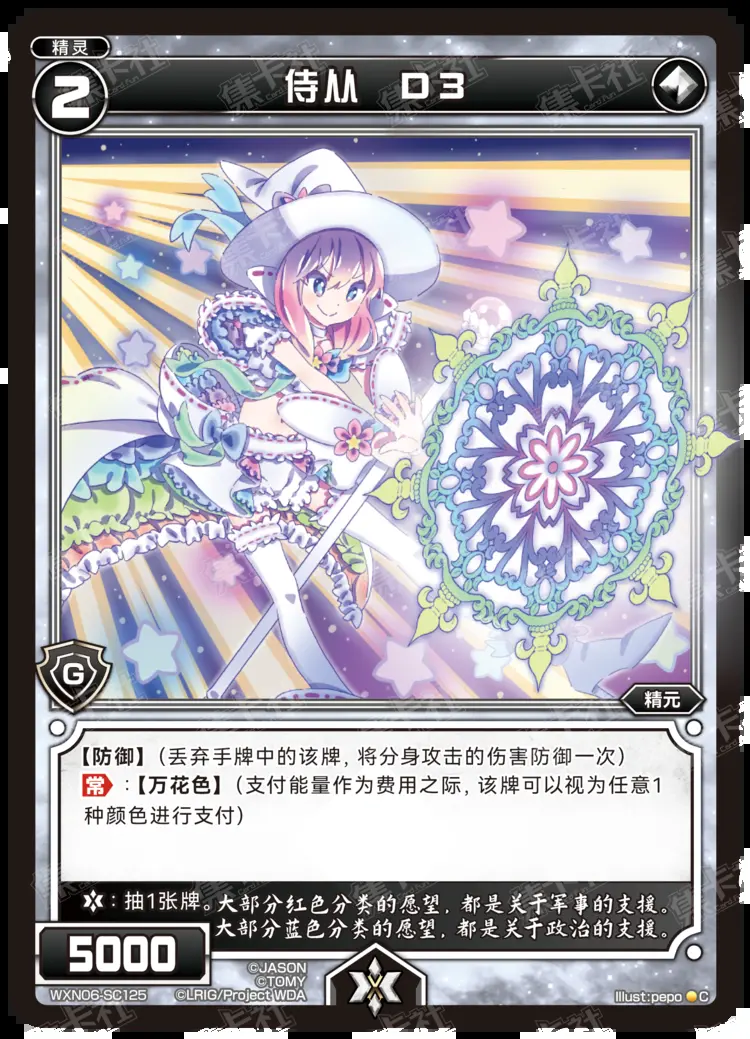 精灵
2
侍从 D3
G
精元
【防御】（丢弃手牌中的该牌，将分身攻击的伤害防御一次）
常：【万花色】（支付能量作为费用之际，该牌可以视为任意1
种颜色进行支付）
：抽1张牌。大部分红色分类的愿望，都是关于军事的支援。
大部分蓝色分类的愿望，都是关于政治的支援。
5000
©JASON
©TOMY
WXN06-SC125 ©LRIG/Project WDA
Illust:pepo C
集卡社